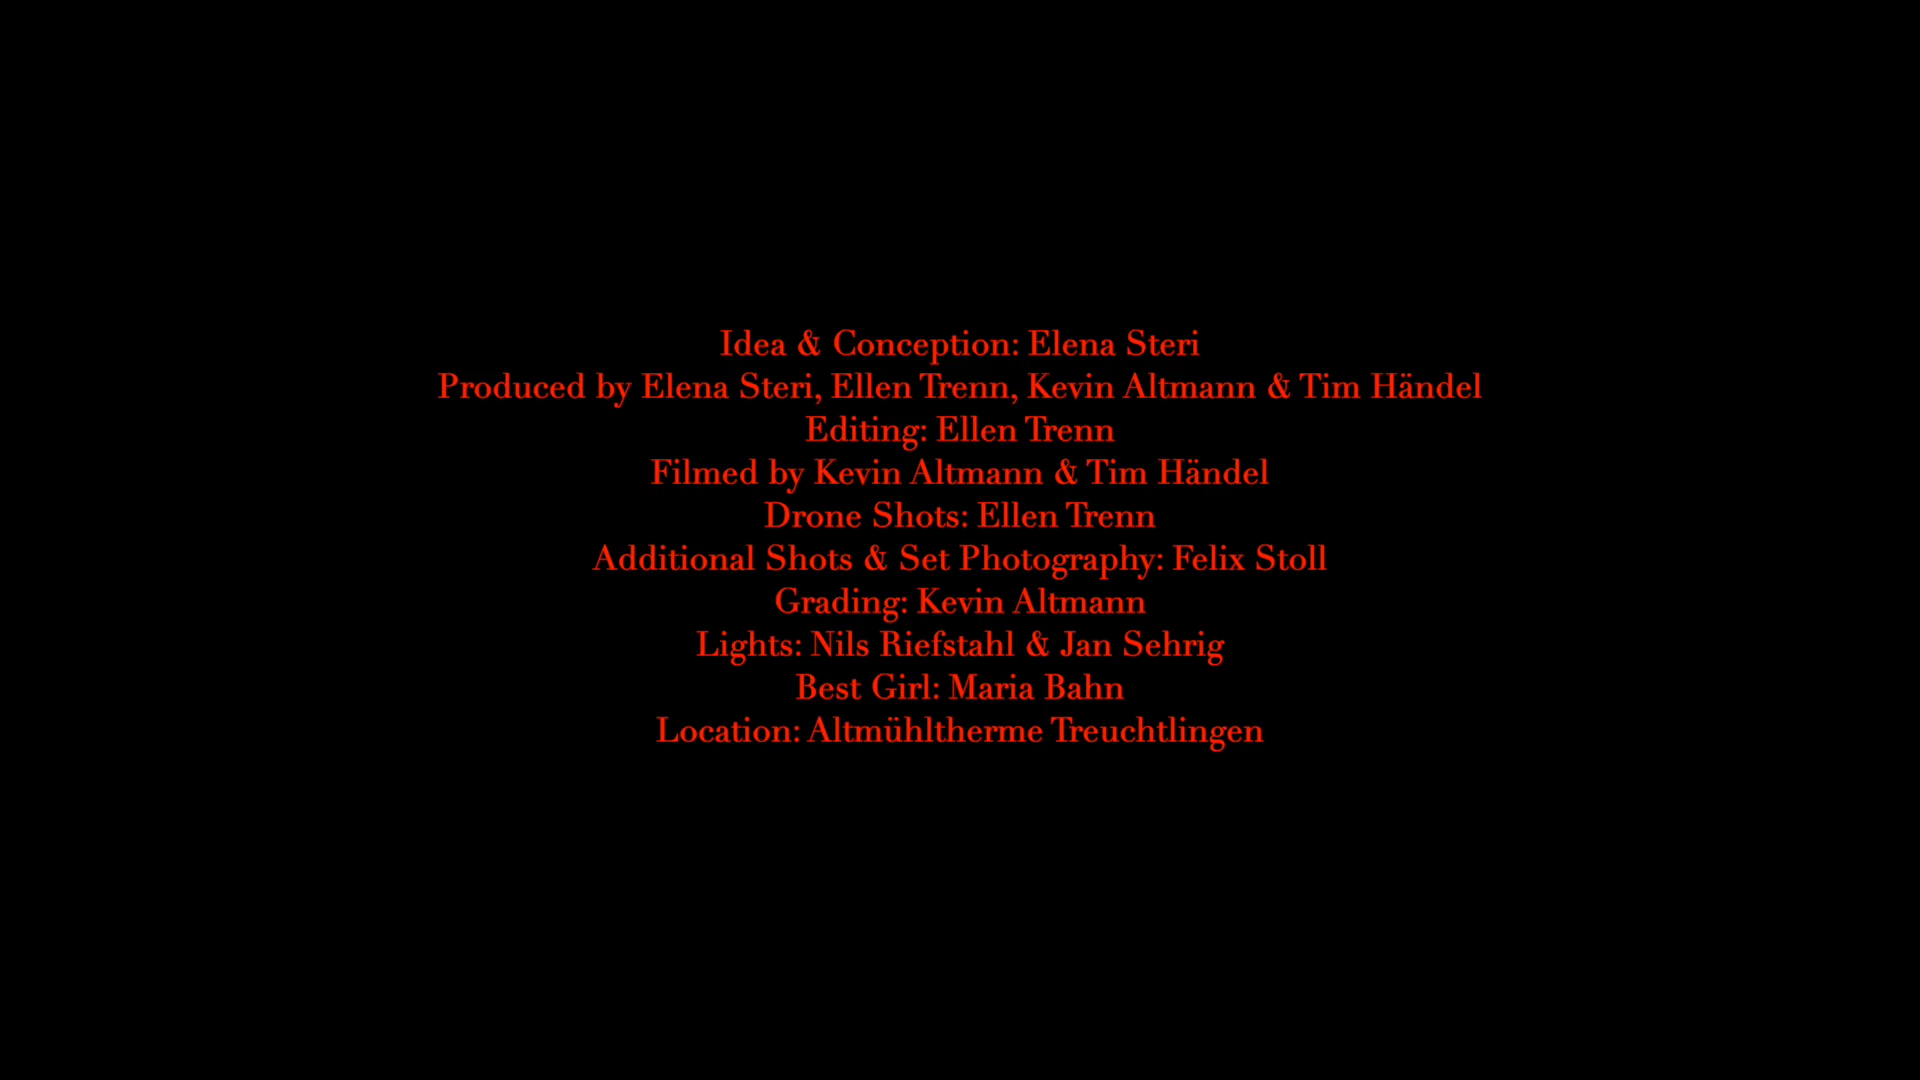 Idea & Conception: Elena Steri
Produced by Elena Steri, Ellen Trenn, Kevin Altmann & Tim Händel
Editing: Ellen Trenn
Filmed by Kevin Altmann & Tim Händel
Drone Shots: Ellen Trenn
Additional Shots & Set Photography: Felix Stoll
Grading: Kevin Altmann
Lights: Nils Riefstahl & Jan Sehrig
Best Girl: Maria Bahn
Location: Altmühltherme Treuchtlingen